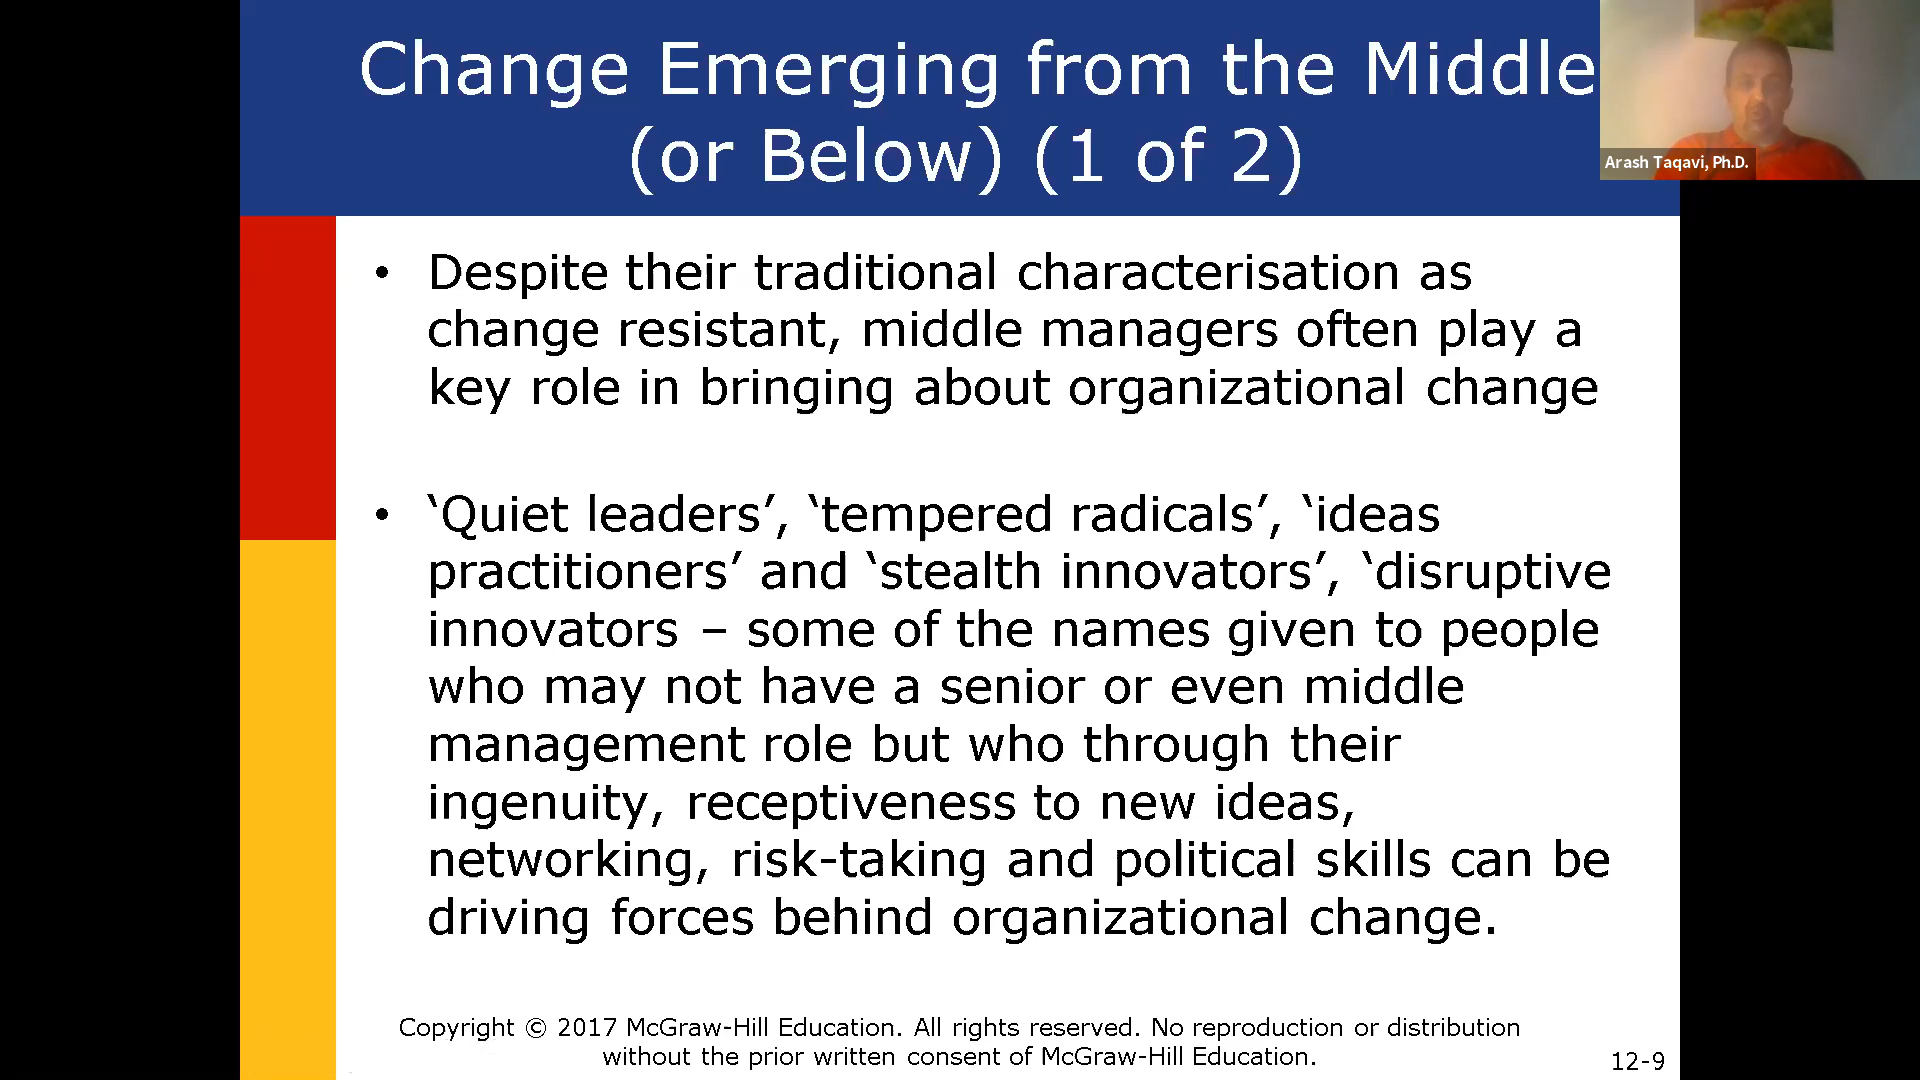 Change Emerging from the Middle
(or Below) (1 of 2)
Arash Taqavi, Ph.D.
• Despite their traditional characterisation as
change resistant, middle managers often play a
key role in bringing about organizational change
• ‘Quiet leaders’, ‘tempered radicals’, ‘ideas
practitioners’ and ‘stealth innovators’, ‘disruptive
innovators – some of the names given to people
who may not have a senior or even middle
management role but who through their
ingenuity, receptiveness to new ideas,
networking, risk-taking and political skills can be
driving forces behind organizational change.
Copyright © 2017 McGraw-Hill Education. All rights reserved. No reproduction or distribution
without the prior written consent of McGraw-Hill Education.
12-9